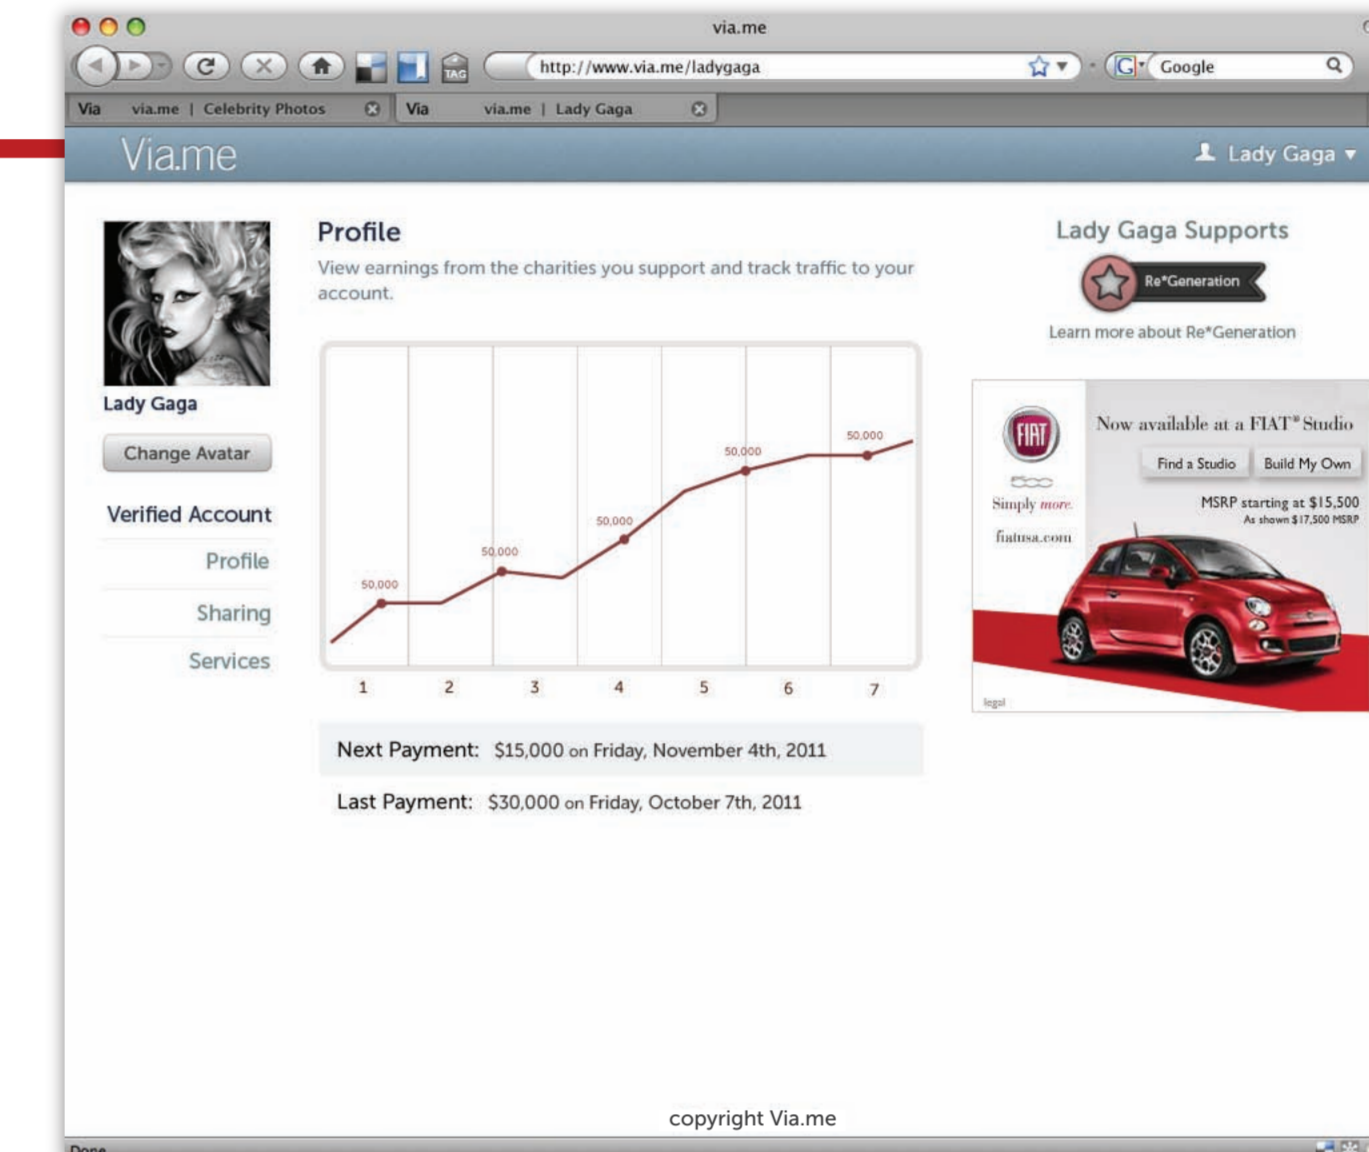 via.me
TAG
http://www.via.me/ladygaga
G
Google
Via via.me | Celebrity Photos
Via via.me | Lady Gaga
Via.me
Lady Gaga
Lady Gaga
Change Avatar
Verified Account
Profile
Sharing
Services
Profile
View earnings from the charities you support and track traffic to your
account.
50,000
50,000
50,000
50,000
50,000
1 2 3 4 5 6 7
Next Payment: $15,000 on Friday, November 4th, 2011
Last Payment: $30,000 on Friday, October 7th, 2011
Lady Gaga Supports
Re*Generation
Learn more about Re*Generation
FIAT
500
Simply more.
fiatusa.com
Now available at a FIAT® Studio
Find a Studio Build My Own
MSRP starting at $15,500
As shown $17,500 MSRP
legal
copyright Via.me
Done